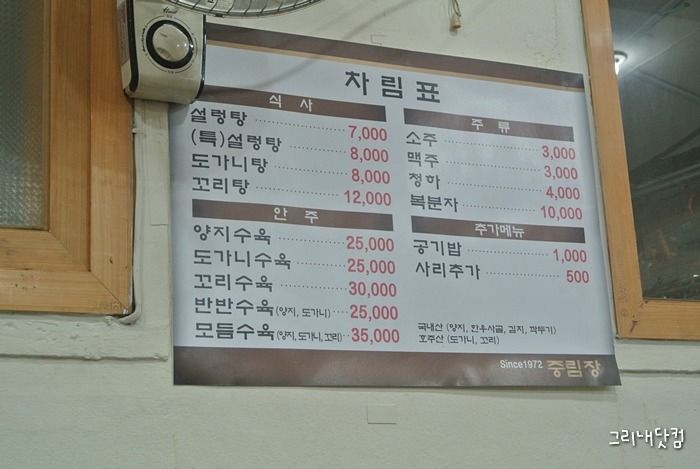 차림표
식사
설렁탕 7,000
(특)설렁탕 8,000
도가니탕 8,000
꼬리탕 12,000
안주
양지수육 25,000
도가니수육 25,000
꼬리수육 30,000
반반수육(양지, 도가니) 25,000
모듬수육(양지,도가니,꼬리) 35,000
주류
소주 3,000
맥주 3,000
청하 4,000
복분자 10,000
추가메뉴
공기밥 1,000
사리추가 500
국내산 (양지, 한우사골, 김치, 깍두기)
호주산 (도가니, 꼬리)
Since1972 중림장
그리내닷컴